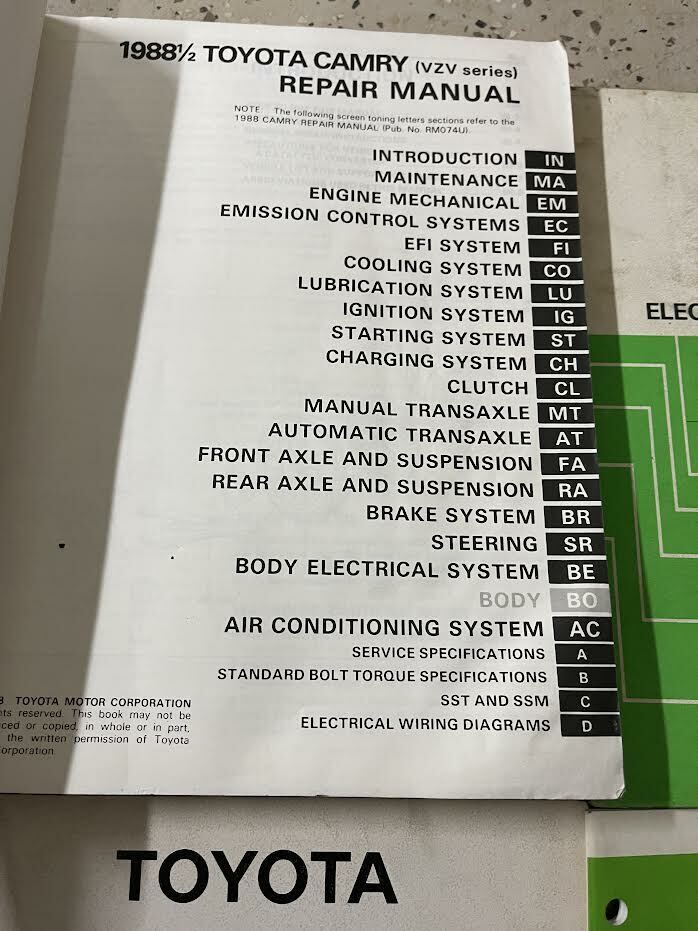 1988½ TOYOTA CAMRY (VZV series)
REPAIR MANUAL
NOTE: The following screen toning letters sections refer to the
1988 CAMRY REPAIR MANUAL (Pub. No. RM074U).
INTRODUCTION IN
MAINTENANCE MA
ENGINE MECHANICAL EM
EMISSION CONTROL SYSTEMS EC
EFI SYSTEM FI
COOLING SYSTEM CO
LUBRICATION SYSTEM LU
IGNITION SYSTEM IG
STARTING SYSTEM ST
CHARGING SYSTEM CH
CLUTCH CL
MANUAL TRANSAXLE MT
AUTOMATIC TRANSAXLE AT
FRONT AXLE AND SUSPENSION FA
REAR AXLE AND SUSPENSION RA
BRAKE SYSTEM BR
STEERING SR
BODY ELECTRICAL SYSTEM BE
BODY BO
AIR CONDITIONING SYSTEM AC
SERVICE SPECIFICATIONS A
STANDARD BOLT TORQUE SPECIFICATIONS B
SST AND SSM C
ELECTRICAL WIRING DIAGRAMS D
8 TOYOTA MOTOR CORPORATION
hts reserved. This book may not be
ced or copied, in whole or in part,
the written permission of Toyota
Corporation.
ELEC
TOYOTA